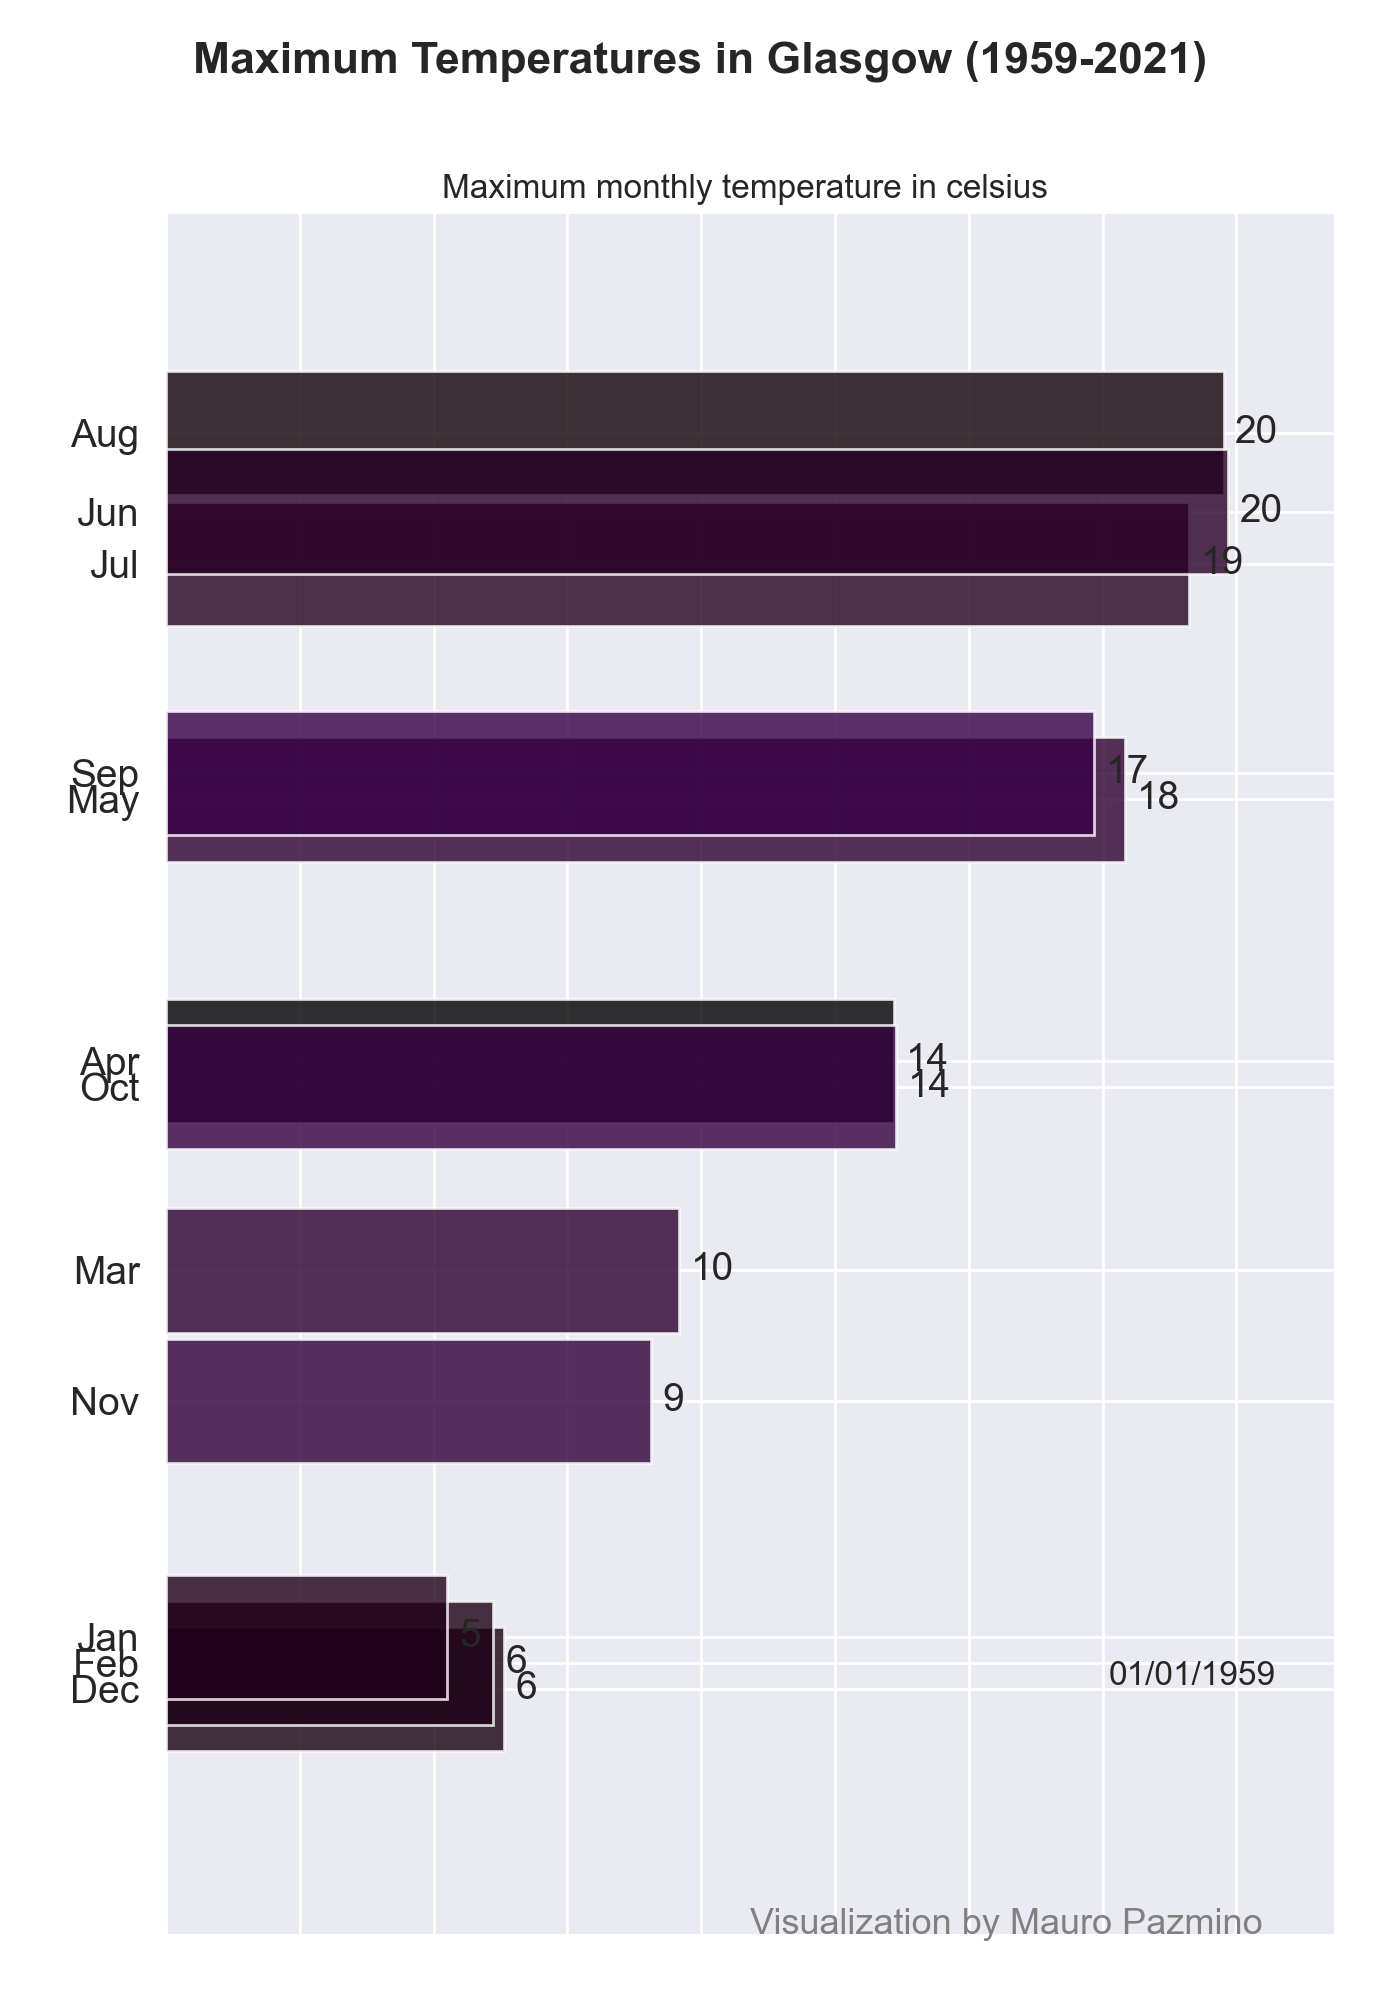 Maximum Temperatures in Glasgow (1959-2021)
Maximum monthly temperature in celsius
Aug 20
Jun 20
Jul 19
Sep 17
May 18
Apr 14
Oct 14
Mar 10
Nov 9
Jan 5
Feb 6
01/01/1959
Dec 6
Visualization by Mauro Pazmino